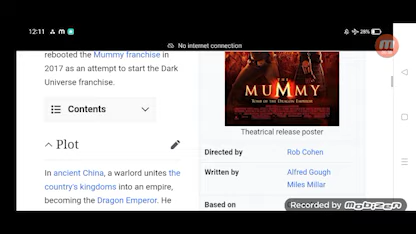 12:11
28%
No internet connection
rebooted the Mummy franchise in
2017 as an attempt to start the Dark
Universe franchise.
Contents
Plot
In ancient China, a warlord unites the
country's kingdoms into an empire,
becoming the Dragon Emperor. He
THE
MUMMY
TOMB OF THE DRAGON EMPEROR
Theatrical release poster
Directed by Rob Cohen
Written by Alfred Gough
Miles Millar
Based on
Recorded by Mobizen